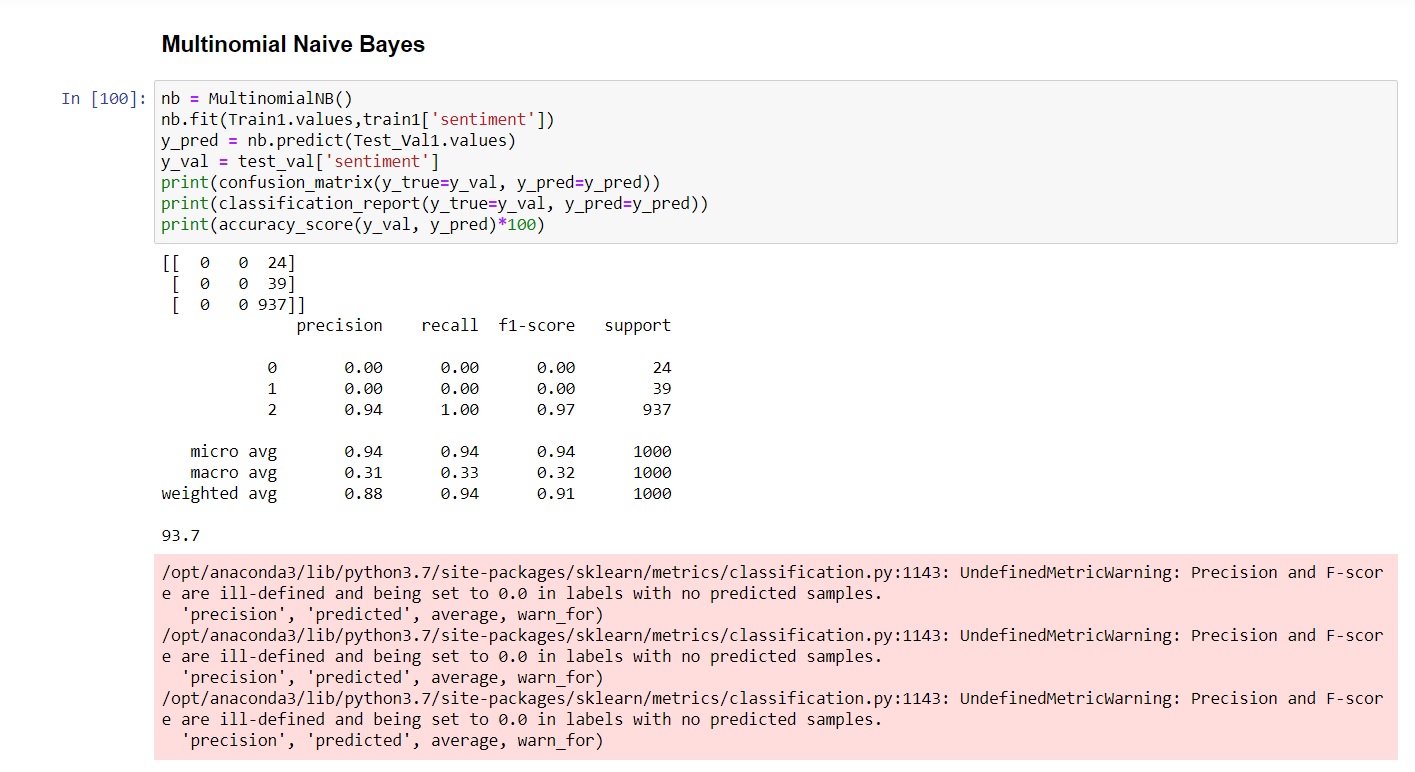 Multinomial Naive Bayes
In [100]: nb = MultinomialNB()
nb.fit(Train1.values,train1['sentiment'])
y_pred = nb.predict(Test_Val1.values)
y_val = test_val['sentiment']
print(confusion_matrix(y_true=y_val, y_pred=y_pred))
print(classification_report(y_true=y_val, y_pred=y_pred))
print(accuracy_score(y_val, y_pred)*100)
[[  0   0  24]
 [  0   0  39]
 [  0   0 937]]
              precision    recall  f1-score   support
           0       0.00      0.00      0.00        24
           1       0.00      0.00      0.00        39
           2       0.94      1.00      0.97       937
   micro avg       0.94      0.94      0.94      1000
   macro avg       0.31      0.33      0.32      1000
weighted avg       0.88      0.94      0.91      1000
93.7
/opt/anaconda3/lib/python3.7/site-packages/sklearn/metrics/classification.py:1143: UndefinedMetricWarning: Precision and F-scor
e are ill-defined and being set to 0.0 in labels with no predicted samples.
  'precision', 'predicted', average, warn_for)
/opt/anaconda3/lib/python3.7/site-packages/sklearn/metrics/classification.py:1143: UndefinedMetricWarning: Precision and F-scor
e are ill-defined and being set to 0.0 in labels with no predicted samples.
  'precision', 'predicted', average, warn_for)
/opt/anaconda3/lib/python3.7/site-packages/sklearn/metrics/classification.py:1143: UndefinedMetricWarning: Precision and F-scor
e are ill-defined and being set to 0.0 in labels with no predicted samples.
  'precision', 'predicted', average, warn_for)